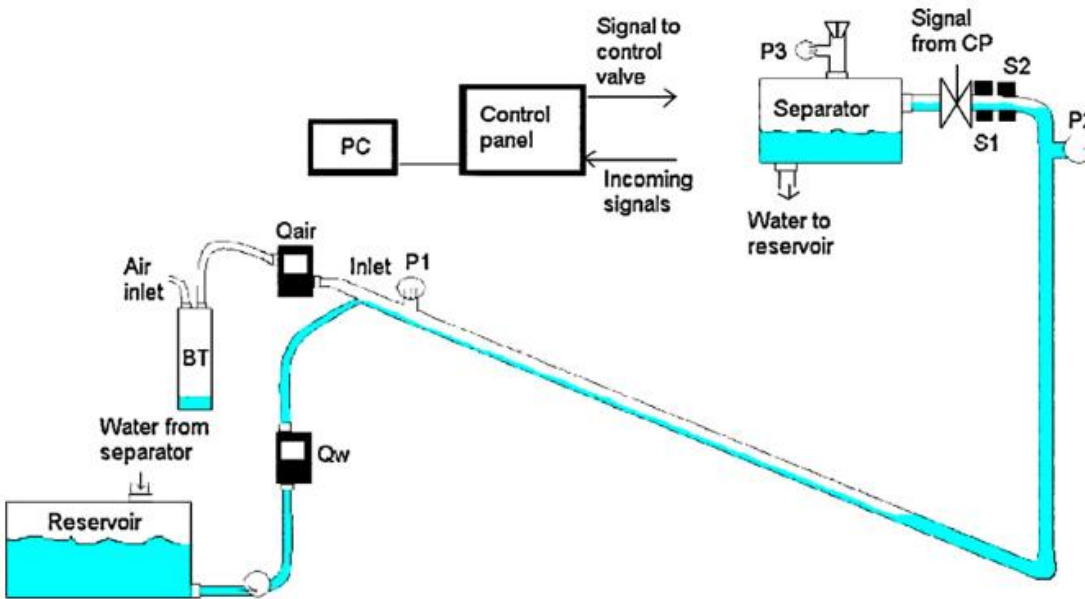 Signal to
control
valve
Signal
from CP
P3
S2
Separator
Control
panel
PC
S1
P2
Incoming
signals
Water to
reservoir
Qair
Inlet
P1
Air
inlet
BT
Water from
separator
Qw
Reservoir